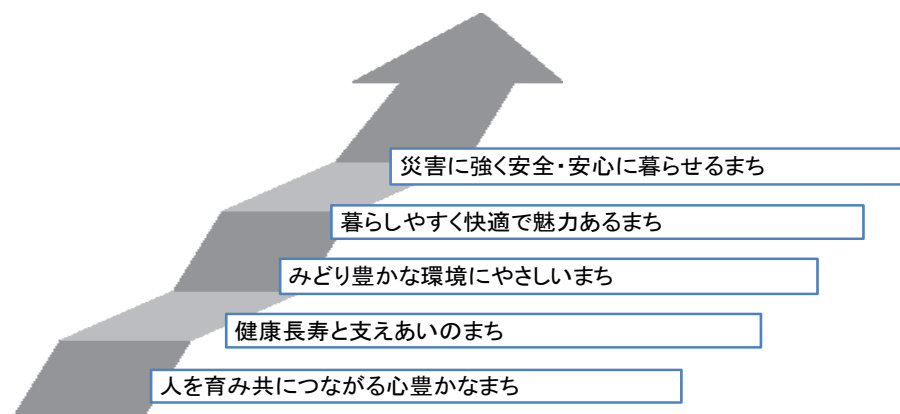 災害に強く安全・安心に暮らせるまち
暮らしやすく快適で魅力あるまち
みどり豊かな環境にやさしいまち
健康長寿と支えあいのまち
人を育み共につながる心豊かなまち